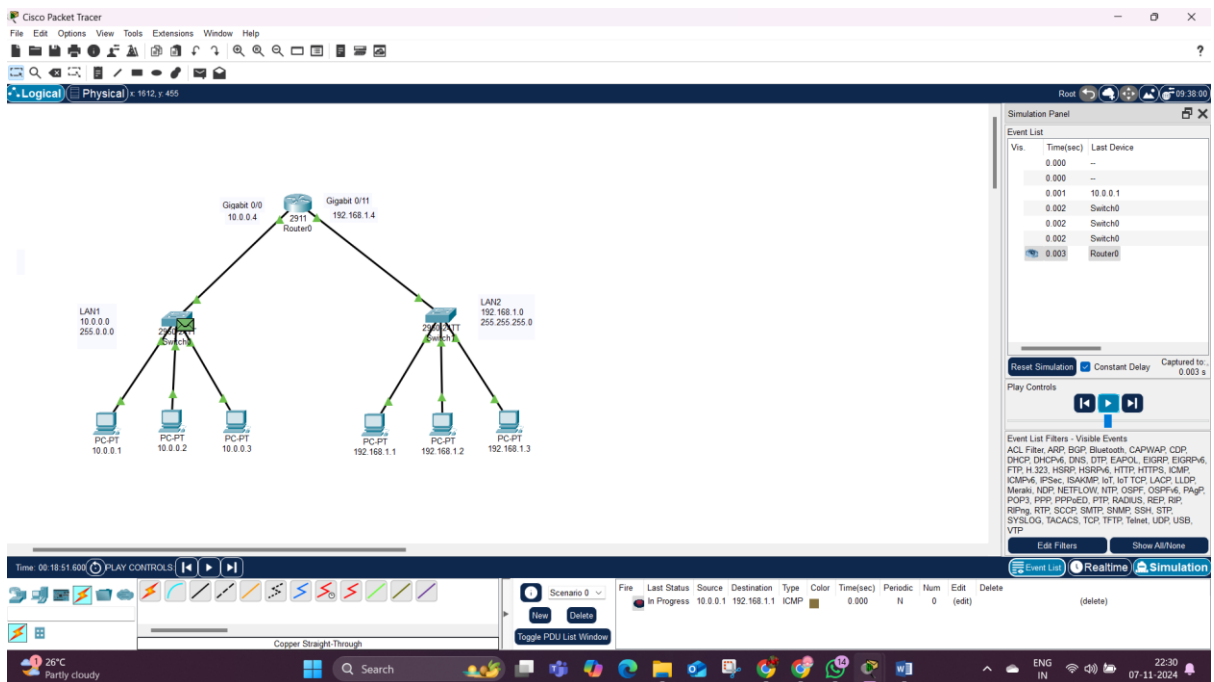 Cisco Packet Tracer
File Edit Options View Tools Extensions Window Help
?
Logical Physical x: 1612, y: 455 Root 09:38:00
Simulation Panel
Event List
Vis. Time(sec) Last Device
0.000 --
0.000 --
0.001 10.0.0.1
0.002 Switch0
0.002 Switch0
0.002 Switch0
0.003 Router0
Reset Simulation Constant Delay Captured to:
0.003 s
Play Controls
Event List Filters - Visible Events
ACL Filter, ARP, BGP, Bluetooth, CAPWAP, CDP,
DHCP, DHCPv6, DNS, DTP, EAPOL, EIGRP, EIGRPv6,
FTP, H.323, HSRP, HSRPv6, HTTP, HTTPS, ICMP,
ICMPv6, IPSec, ISAKMP, IoT, IoT TCP, LACP, LLDP,
Meraki, NDP, NETFLOW, NTP, OSPF, OSPFv6, PAgP,
POP3, PPP, PPPoED, PTP, RADIUS, REP, RIP,
RIPng, RTP, SCCP, SMTP, SNMP, SSH, STP,
SYSLOG, TACACS, TCP, TFTP, Telnet, UDP, USB,
VTP
Edit Filters Show All/None
Event List Realtime Simulation
Gigabit 0/0
10.0.0.4
Gigabit 0/11
192.168.1.4
2911
Router0
LAN1
10.0.0.0
255.0.0.0
LAN2
192.168.1.0
255.255.255.0
PC-PT
10.0.0.1
PC-PT
10.0.0.2
PC-PT
10.0.0.3
PC-PT
192.168.1.1
PC-PT
192.168.1.2
PC-PT
192.168.1.3
Time: 00:18:51.600 PLAY CONTROLS:
Copper Straight-Through
Scenario 0
New Delete
Toggle PDU List Window
Fire Last Status Source Destination Type Color Time(sec) Periodic Num Edit Delete
In Progress 10.0.0.1 192.168.1.1 ICMP 0.000 N 0 (edit) (delete)
1
26°C
Partly cloudy
Search
14
ENG
IN
22:30
07-11-2024